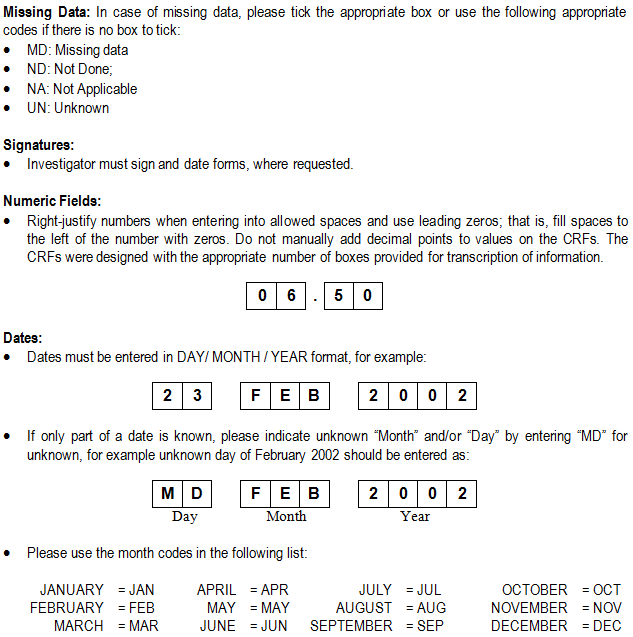 Missing Data: In case of missing data, please tick the appropriate box or use the following appropriate
codes if there is no box to tick:
• MD: Missing data
• ND: Not Done;
• NA: Not Applicable
• UN: Unknown
Signatures:
• Investigator must sign and date forms, where requested.
Numeric Fields:
• Right-justify numbers when entering into allowed spaces and use leading zeros; that is, fill spaces to
the left of the number with zeros. Do not manually add decimal points to values on the CRFs. The
CRFs were designed with the appropriate number of boxes provided for transcription of information.
0 6 . 5 0
Dates:
• Dates must be entered in DAY/ MONTH / YEAR format, for example:
2 3 F E B 2 0 0 2
• If only part of a date is known, please indicate unknown “Month” and/or “Day” by entering “MD” for
unknown, for example unknown day of February 2002 should be entered as:
M D F E B 2 0 0 2
Day Month Year
• Please use the month codes in the following list:
JANUARY = JAN APRIL = APR JULY = JUL OCTOBER = OCT
FEBRUARY = FEB MAY = MAY AUGUST = AUG NOVEMBER = NOV
MARCH = MAR JUNE = JUN SEPTEMBER = SEP DECEMBER = DEC